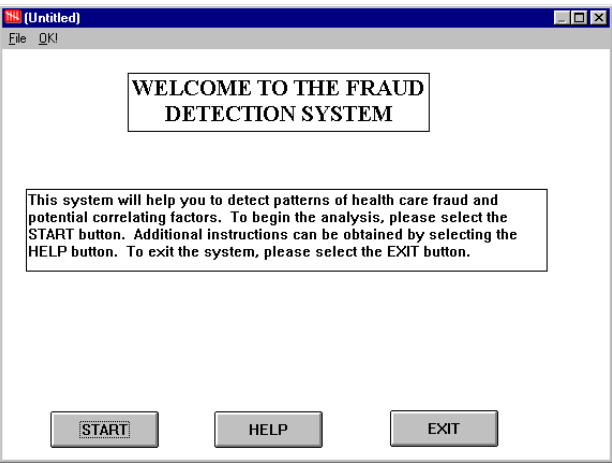 (Untitled)
File OK!
WELCOME TO THE FRAUD
DETECTION SYSTEM
This system will help you to detect patterns of health care fraud and
potential correlating factors. To begin the analysis, please select the
START button. Additional instructions can be obtained by selecting the
HELP button. To exit the system, please select the EXIT button.
START HELP EXIT